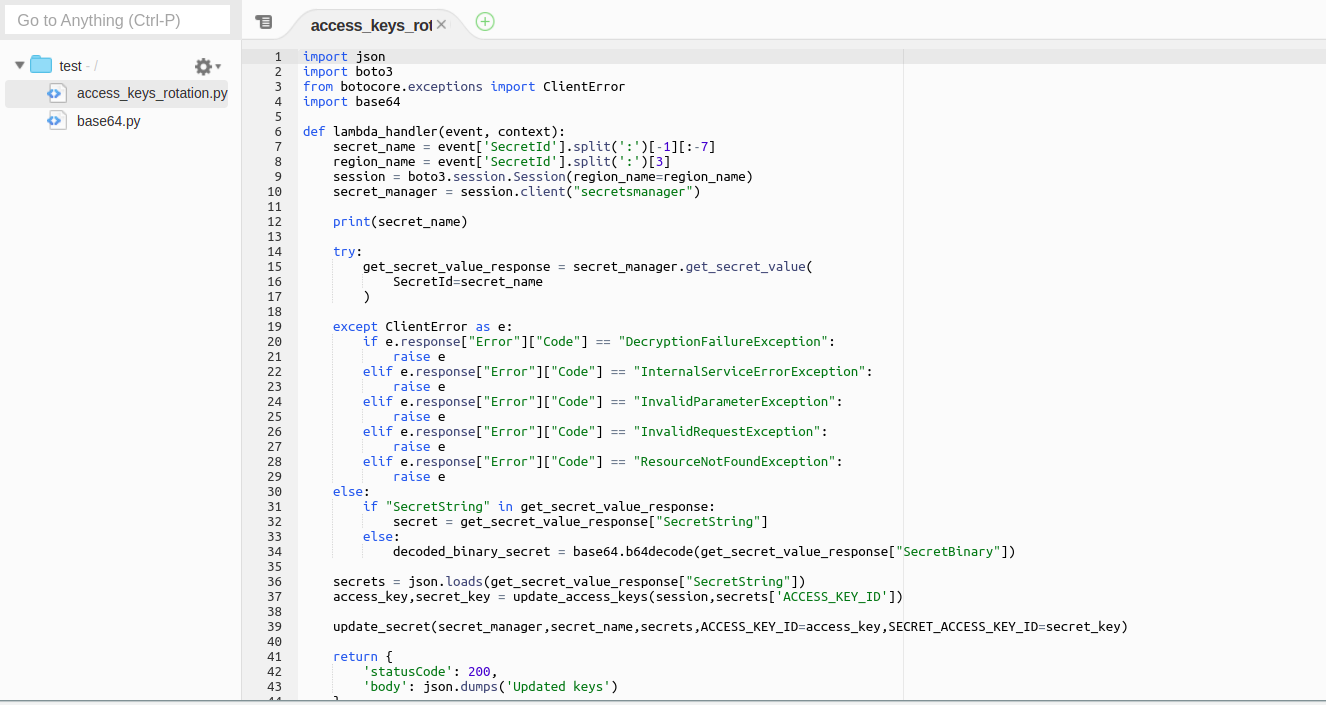 Go to Anything (Ctrl-P)
test - /
access_keys_rotation.py
base64.py
access_keys_rot
1 import json
2 import boto3
3 from botocore.exceptions import ClientError
4 import base64
5
6 def lambda_handler(event, context):
7     secret_name = event['SecretId'].split(':')[-1][:-7]
8     region_name = event['SecretId'].split(':')[3]
9     session = boto3.session.Session(region_name=region_name)
10     secret_manager = session.client("secretsmanager")
11
12     print(secret_name)
13
14     try:
15         get_secret_value_response = secret_manager.get_secret_value(
16             SecretId=secret_name
17         )
18
19     except ClientError as e:
20         if e.response["Error"]["Code"] == "DecryptionFailureException":
21             raise e
22         elif e.response["Error"]["Code"] == "InternalServiceErrorException":
23             raise e
24         elif e.response["Error"]["Code"] == "InvalidParameterException":
25             raise e
26         elif e.response["Error"]["Code"] == "InvalidRequestException":
27             raise e
28         elif e.response["Error"]["Code"] == "ResourceNotFoundException":
29             raise e
30     else:
31         if "SecretString" in get_secret_value_response:
32             secret = get_secret_value_response["SecretString"]
33         else:
34             decoded_binary_secret = base64.b64decode(get_secret_value_response["SecretBinary"])
35
36     secrets = json.loads(get_secret_value_response["SecretString"])
37     access_key,secret_key = update_access_keys(session,secrets['ACCESS_KEY_ID'])
38
39     update_secret(secret_manager,secret_name,secrets,ACCESS_KEY_ID=access_key,SECRET_ACCESS_KEY_ID=secret_key)
40
41     return {
42         'statusCode': 200,
43         'body': json.dumps('Updated keys')